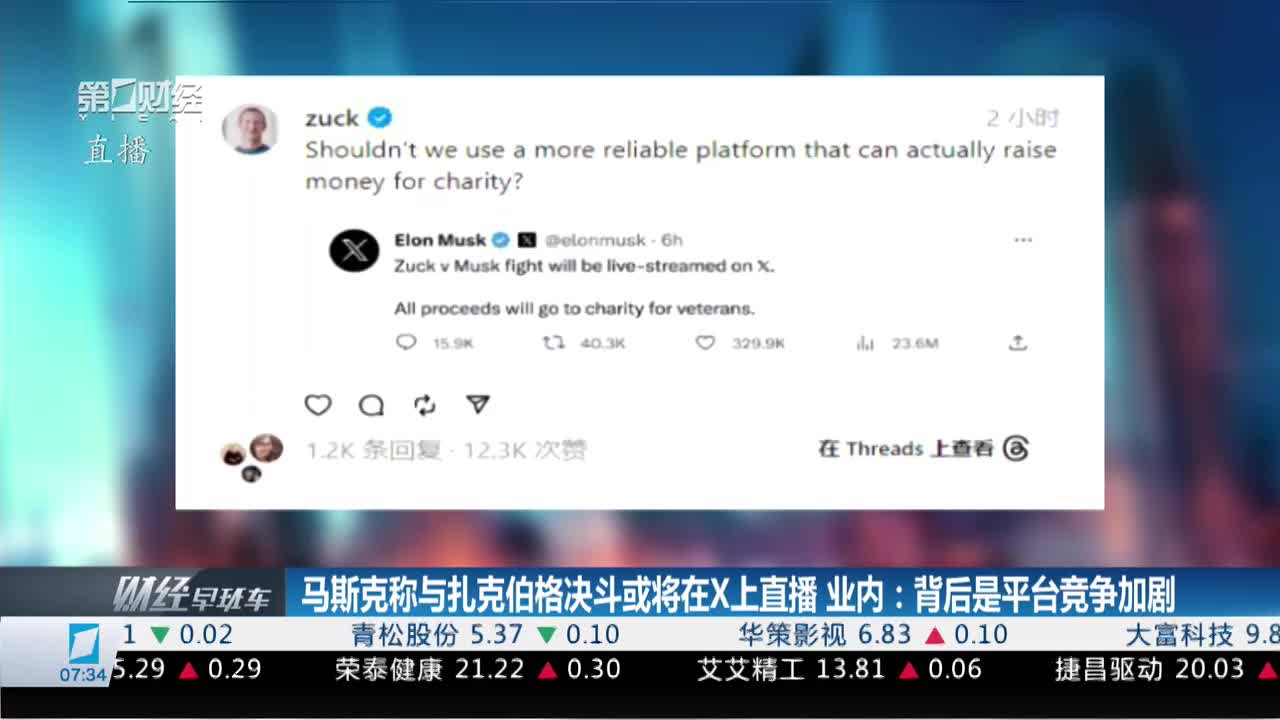 第一财经
YICAI
直播
zuck
2 小时
Shouldn't we use a more reliable platform that can actually raise
money for charity?
Elon Musk X @elonmusk · 6h
Zuck v Musk fight will be live-streamed on X.
All proceeds will go to charity for veterans.
15.9K 40.3K 329.9K 23.6M
1.2K 条回复 · 12.3K 次赞
在 Threads 上查看
财经早班车
马斯克称与扎克伯格决斗或将在X上直播 业内：背后是平台竞争加剧
1 ▼ 0.02 青松股份 5.37 ▼ 0.10 华策影视 6.83 ▲ 0.10 大富科技 9.8
07:34
5.29 ▲ 0.29 荣泰健康 21.22 ▲ 0.30 艾艾精工 13.81 ▲ 0.06 捷昌驱动 20.03 ▲